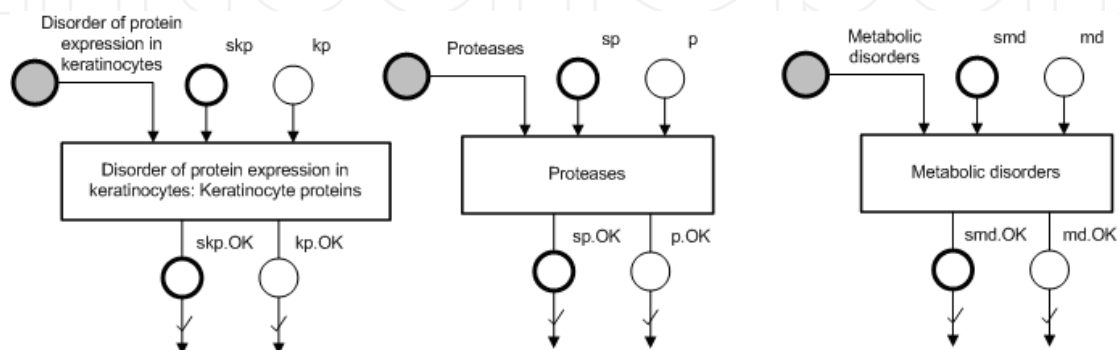 Disorder of protein
expression in
keratinocytes
skp
kp
Disorder of protein expression in
keratinocytes: Keratinocyte proteins
skp.OK
kp.OK
Proteases
sp
p
Proteases
sp.OK
p.OK
Metabolic
disorders
smd
md
Metabolic disorders
smd.OK
md.OK